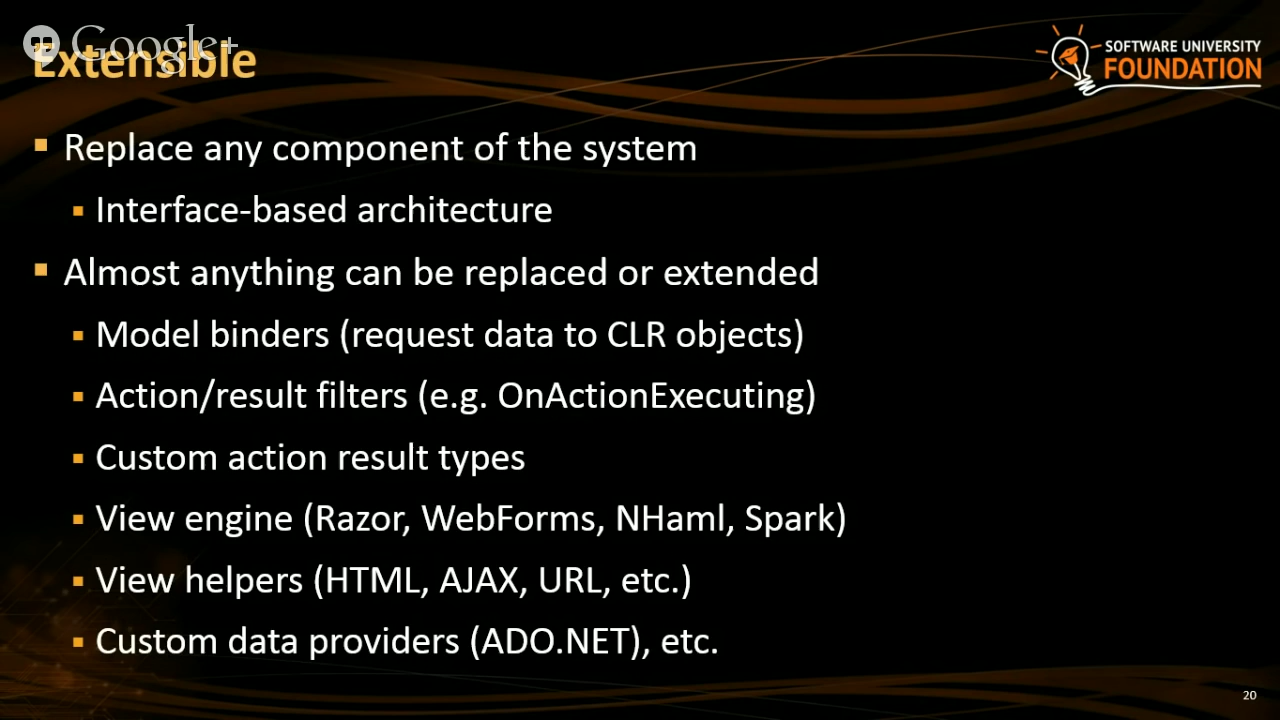 Google+
Extensible
SOFTWARE UNIVERSITY
FOUNDATION
Replace any component of the system
Interface-based architecture
Almost anything can be replaced or extended
Model binders (request data to CLR objects)
Action/result filters (e.g. OnActionExecuting)
Custom action result types
View engine (Razor, WebForms, NHaml, Spark)
View helpers (HTML, AJAX, URL, etc.)
Custom data providers (ADO.NET), etc.
20